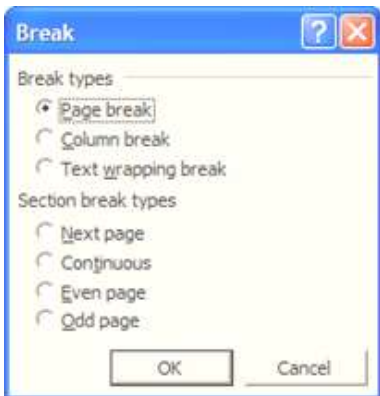 Break
Break types
Page break
Column break
Text wrapping break
Section break types
Next page
Continuous
Even page
Odd page
OK Cancel